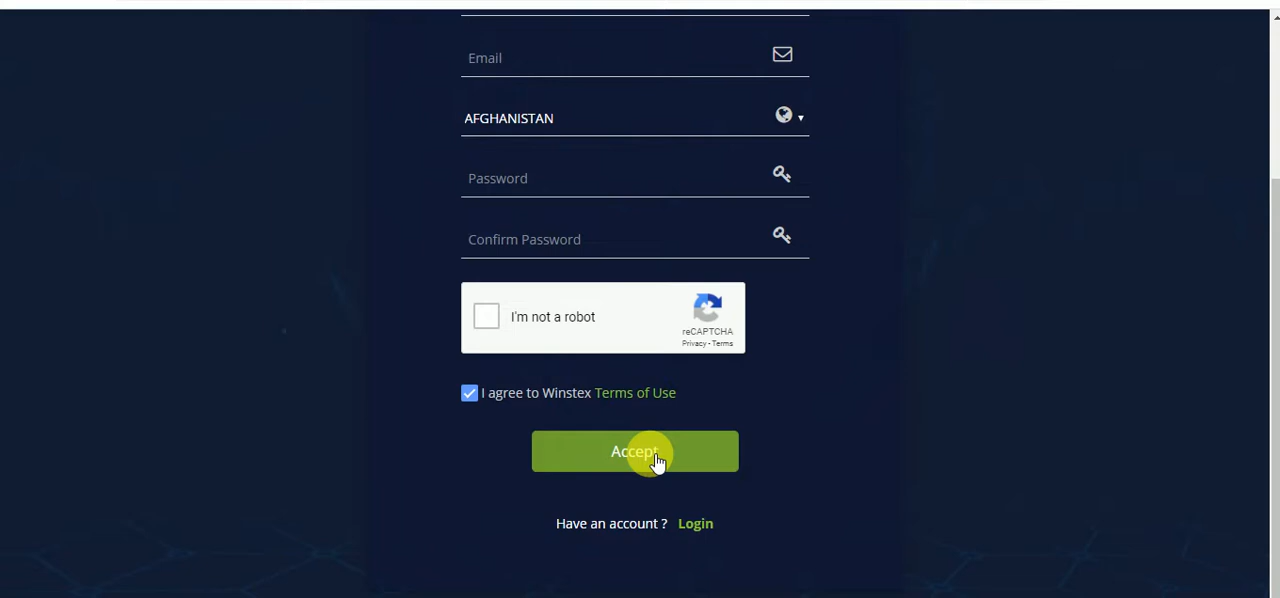 Email
AFGHANISTAN
Password
Confirm Password
I'm not a robot
reCAPTCHA
Privacy - Terms
I agree to Winstex Terms of Use
Accept
Have an account ? Login